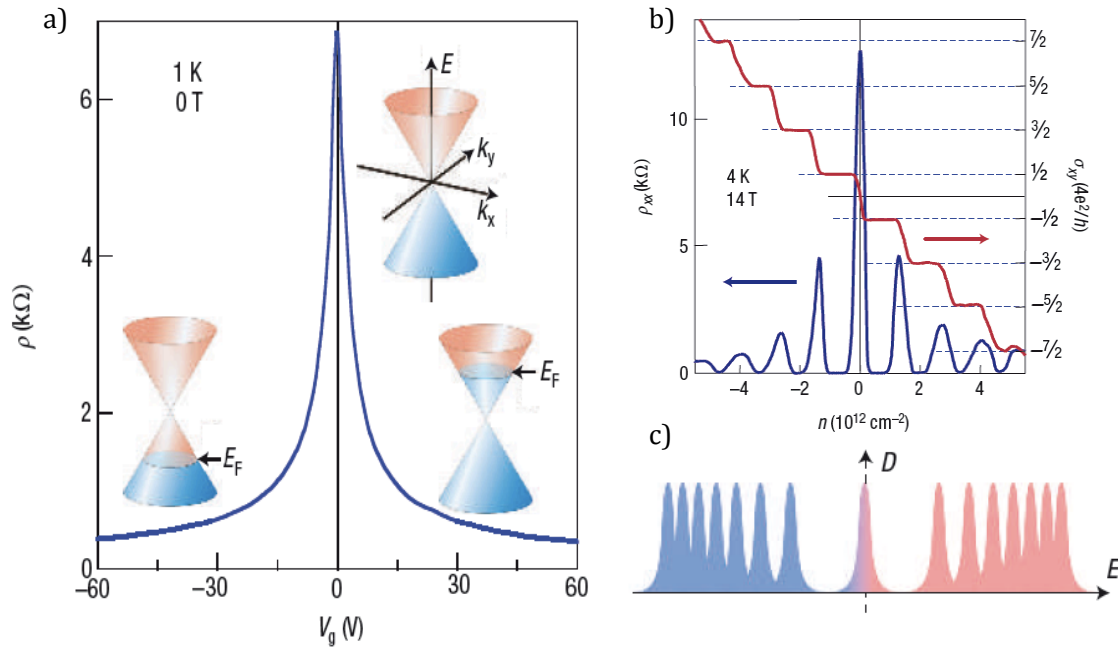 a)
1 K
0 T
E
k_y
k_x
E_F
E_F
ρ (kΩ)
6
4
2
0
–60
–30
0
30
60
V_g (V)
b)
4 K
14 T
ρ_xx (kΩ)
10
5
0
–4
–2
0
2
4
n (10¹² cm⁻²)
7⁄2
5⁄2
3⁄2
1⁄2
–1⁄2
–3⁄2
–5⁄2
–7⁄2
σ_xy (4e²/h)
c)
D
E